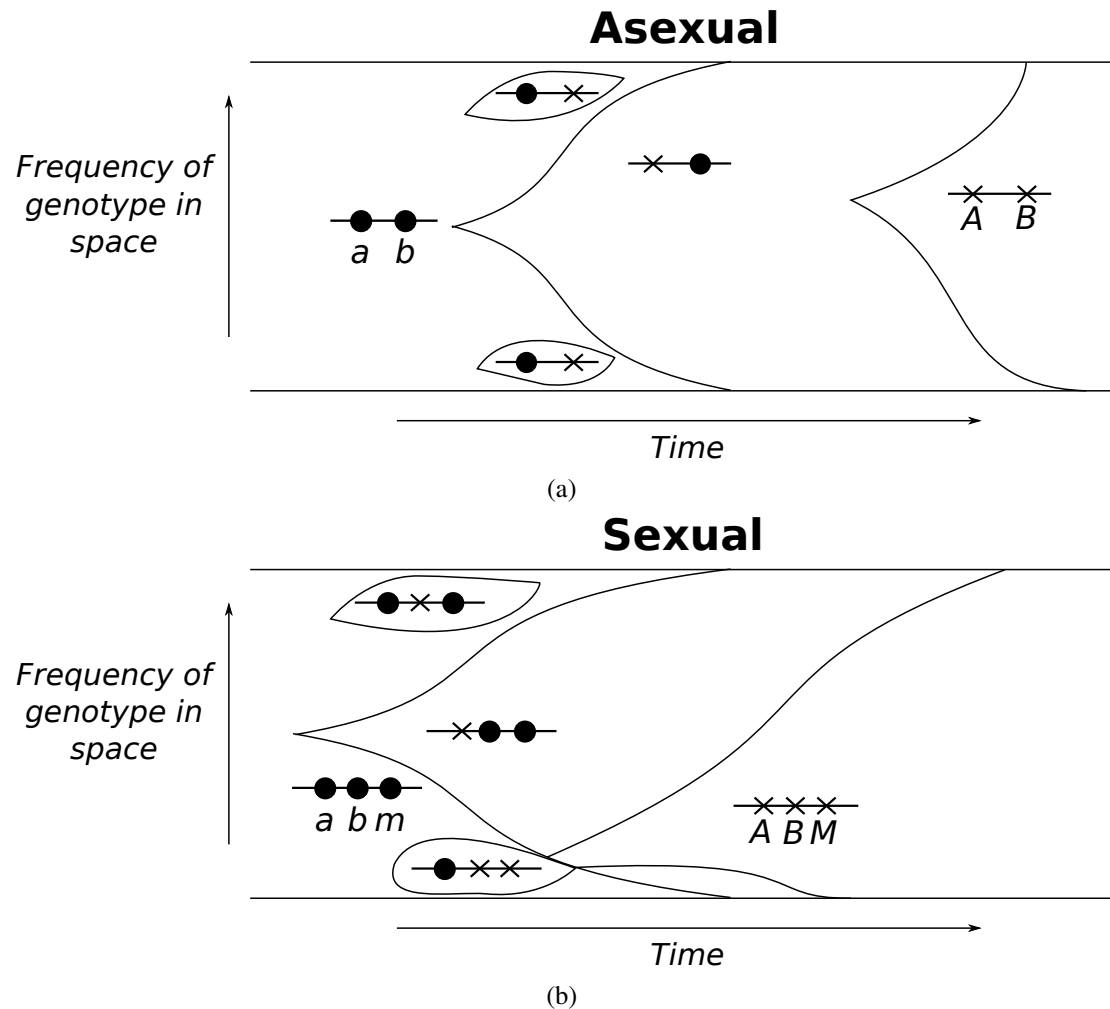 Asexual
Frequency of
genotype in
space
a b
A B
Time
(a)
Sexual
Frequency of
genotype in
space
a b m
A B M
Time
(b)